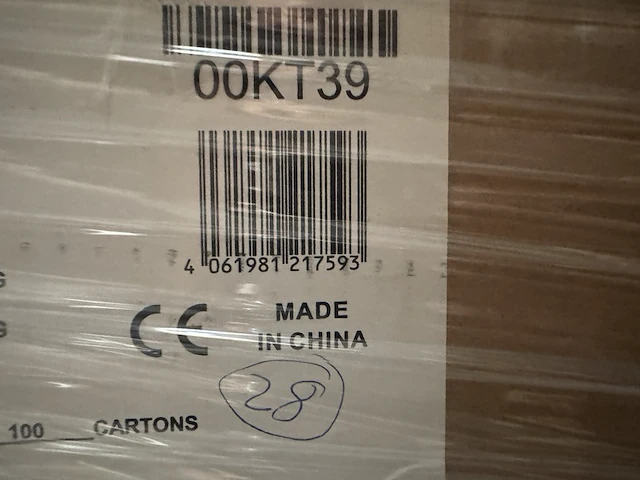 00KT39
4 061981 217593
CE
MADE
IN CHINA
28
100 CARTONS